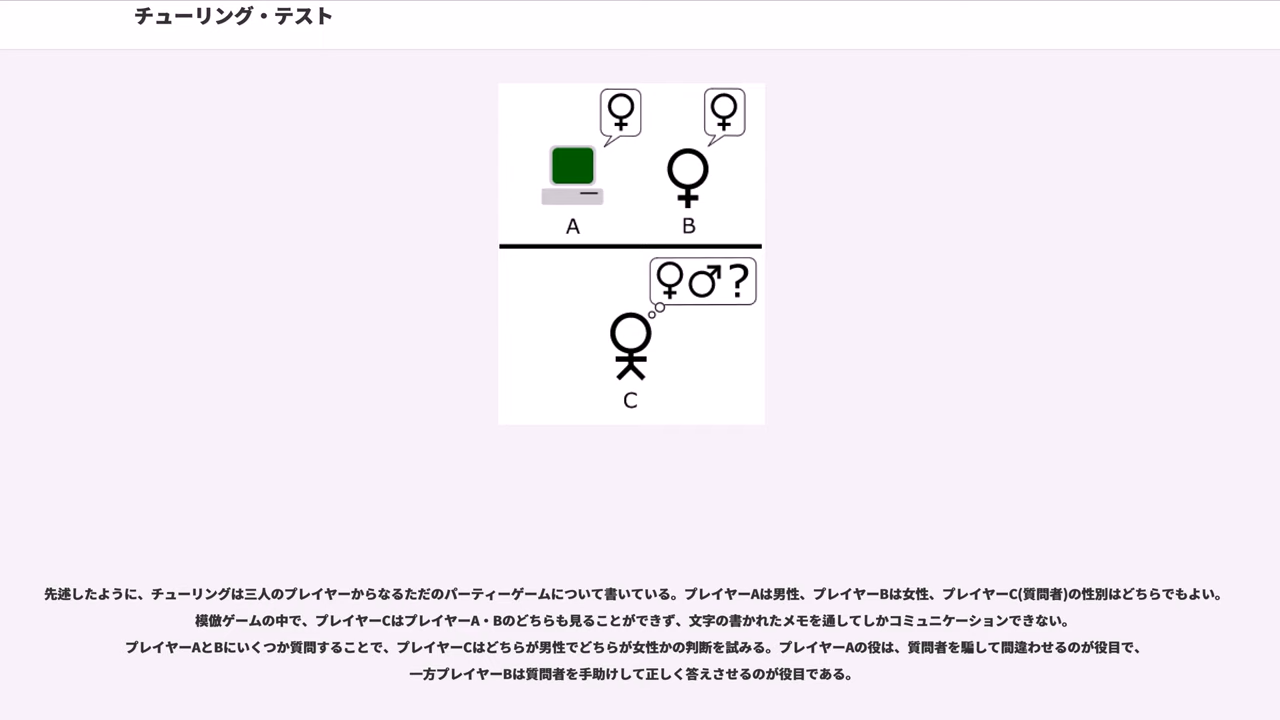 チューリング・テスト
A
B
?
C
先述したように、チューリングは三人のプレイヤーからなるただのパーティーゲームについて書いている。プレイヤーAは男性、プレイヤーBは女性、プレイヤーC(質問者)の性別はどちらでもよい。
模倣ゲームの中で、プレイヤーCはプレイヤーA・Bのどちらも見ることができず、文字の書かれたメモを通してしかコミュニケーションできない。
プレイヤーAとBにいくつか質問することで、プレイヤーCはどちらが男性でどちらが女性かの判断を試みる。プレイヤーAの役は、質問者を騙して間違わせるのが役目で、
一方プレイヤーBは質問者を手助けして正しく答えさせるのが役目である。